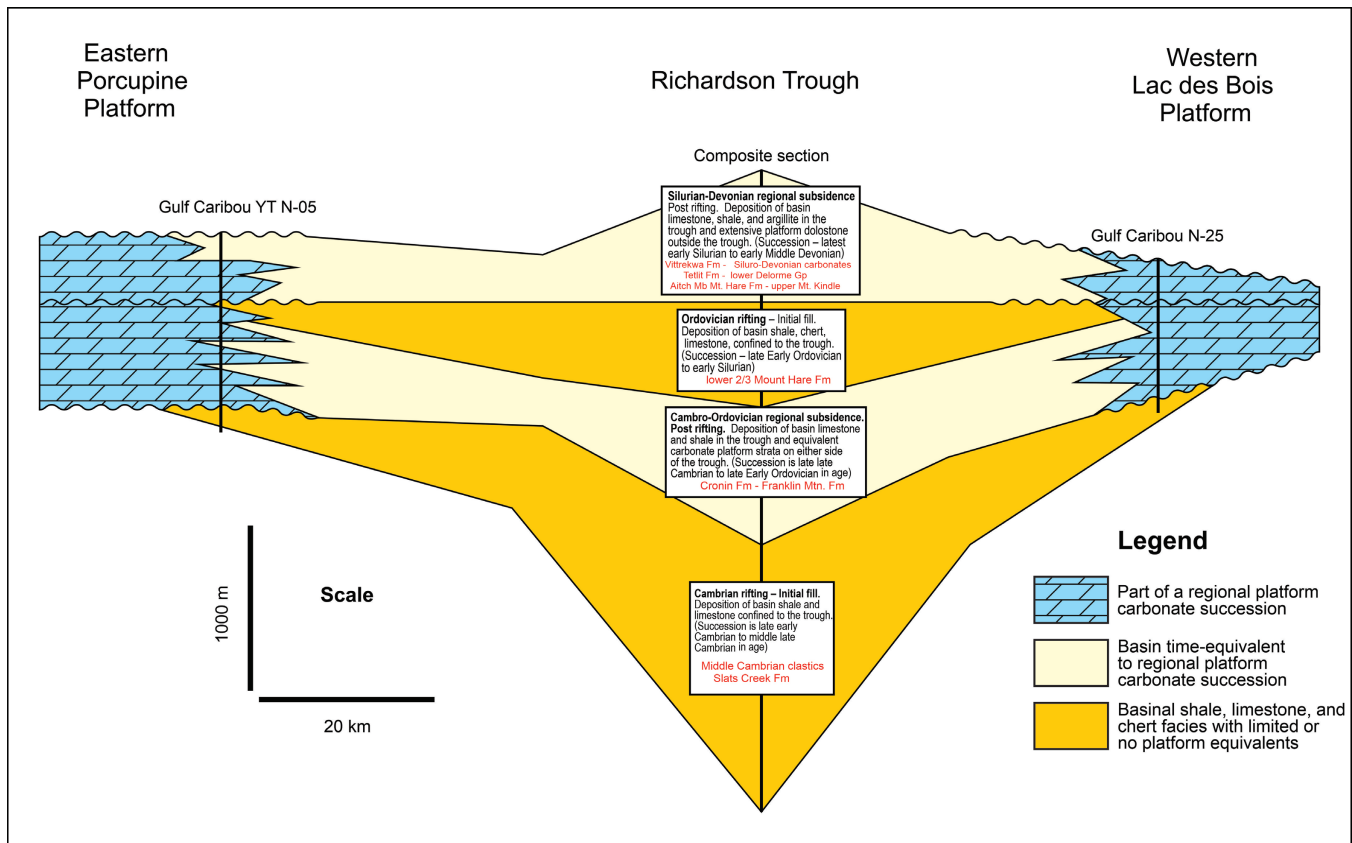 Eastern
Porcupine
Platform
Richardson Trough
Western
Lac des Bois
Platform
Composite section
Gulf Caribou YT N-05
Gulf Caribou N-25
Silurian-Devonian regional subsidence
Post rifting. Deposition of basin
limestone, shale, and argillite in the
trough and extensive platform dolostone
outside the trough. (Succession – latest
early Silurian to early Middle Devonian)
Vittrekwa Fm - Siluro-Devonian carbonates
Tetlit Fm - lower Delorme Gp
Aitch Mb Mt. Hare Fm - upper Mt. Kindle
Ordovician rifting – Initial fill.
Deposition of basin shale, chert,
limestone, confined to the trough.
(Succession – late Early Ordovician
to early Silurian)
lower 2/3 Mount Hare Fm
Cambro-Ordovician regional subsidence.
Post rifting. Deposition of basin limestone
and shale in the trough and equivalent
carbonate platform strata on either side
of the trough. (Succession is late late
Cambrian to late Early Ordovician in age)
Cronin Fm - Franklin Mtn. Fm
Cambrian rifting – Initial fill.
Deposition of basin shale and
limestone confined to the trough.
(Succession is late early
Cambrian to middle late
Cambrian in age)
Middle Cambrian clastics
Slats Creek Fm
1000 m
Scale
20 km
Legend
Part of a regional platform
carbonate succession
Basin time-equivalent
to regional platform
carbonate succession
Basinal shale, limestone, and
chert facies with limited or
no platform equivalents